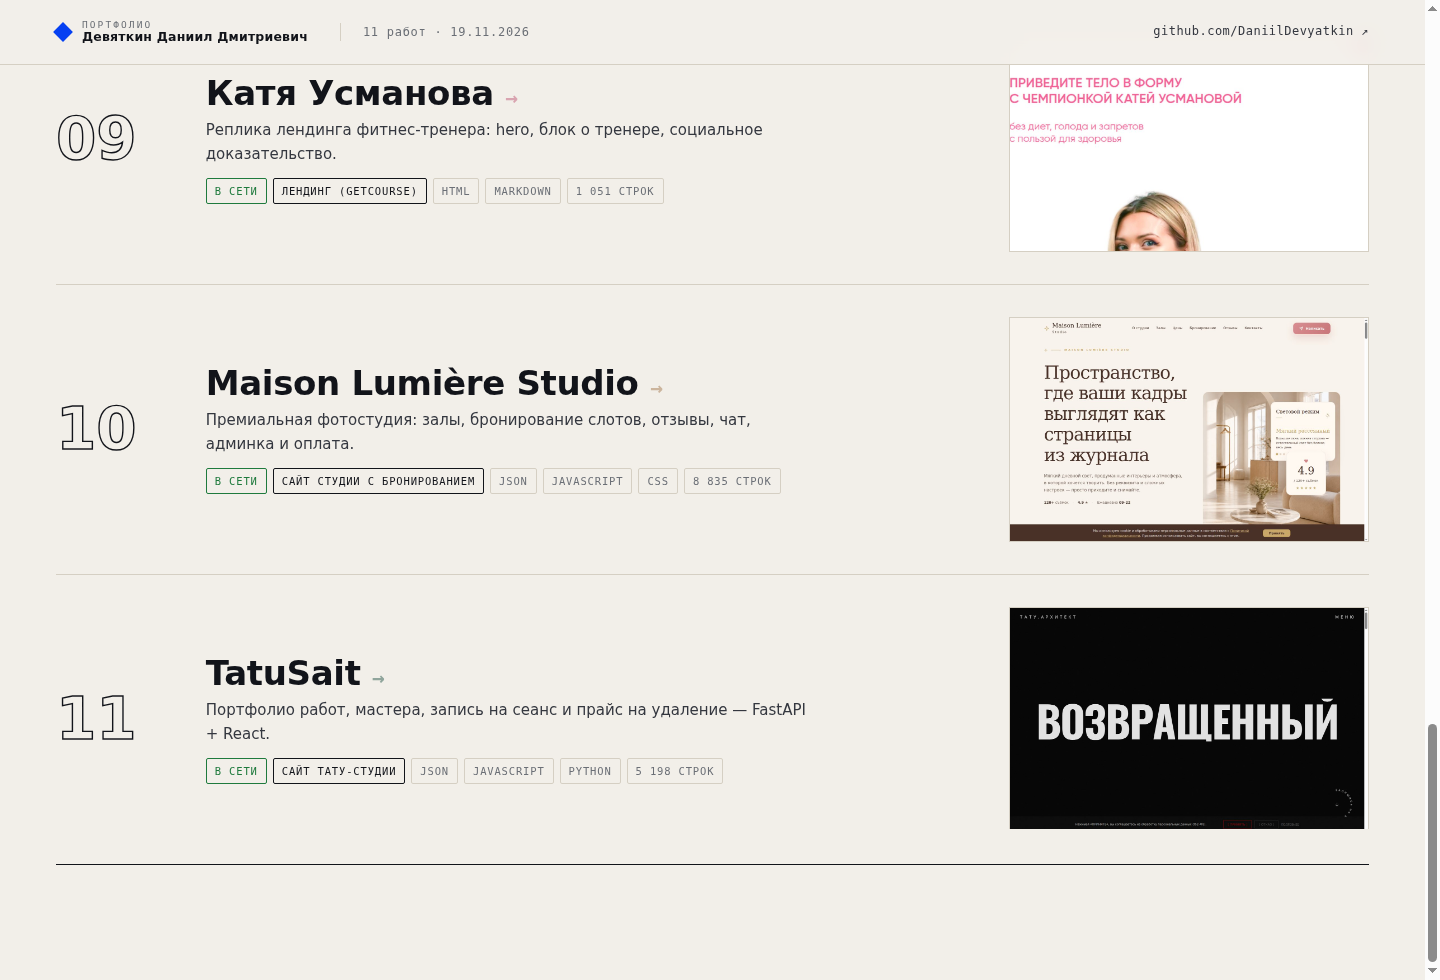 ПОРТФОЛИО
Девяткин Даниил Дмитриевич
11 работ · 19.11.2026
github.com/DaniilDevyatkin ↗
09
Катя Усманова →
Реплика лендинга фитнес-тренера: hero, блок о тренере, социальное
доказательство.
В СЕТИ
ЛЕНДИНГ (GETCOURSE)
HTML
MARKDOWN
1 051 СТРОК
ПРИВЕДИТЕ ТЕЛО В ФОРМУ
С ЧЕМПИОНКОЙ КАТЕЙ УСМАНОВОЙ
без диет, голода и запретов
с пользой для здоровья
10
Maison Lumière Studio →
Премиальная фотостудия: залы, бронирование слотов, отзывы, чат,
админка и оплата.
В СЕТИ
САЙТ СТУДИИ С БРОНИРОВАНИЕМ
JSON
JAVASCRIPT
CSS
8 835 СТРОК
Maison Lumière
Пространство,
где ваши кадры
выглядят как
страницы
из журнала
Световой режим
4.9
11
TatuSait →
Портфолио работ, мастера, запись на сеанс и прайс на удаление — FastAPI
+ React.
В СЕТИ
САЙТ ТАТУ-СТУДИИ
JSON
JAVASCRIPT
PYTHON
5 198 СТРОК
ТАТУ.АРХИТЕКТ
МЕНЮ
ВОЗВРАЩЕННЫЙ